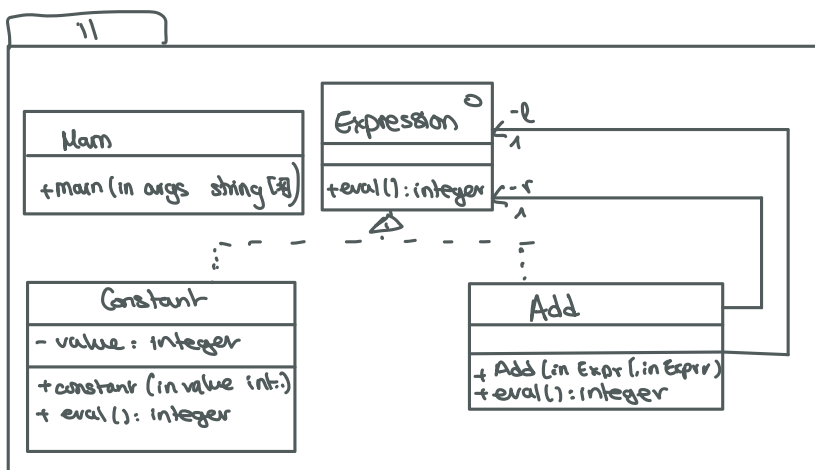 Main
+main (in args string [*])
Expression
+eval(): integer
-l
1
-r
1
Constant
- value: integer
+constant (in value int.)
+ eval(): integer
Add
+ Add (in Expr l, in Expr r)
+eval(): integer